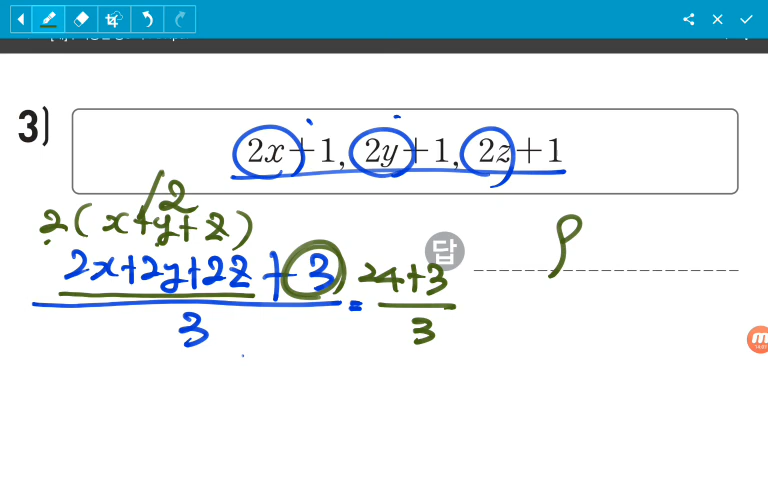 3) 2x+1, 2y+1, 2z+1
12
2(x+y+z)
2x+2y+2z+3 / 3 = 24+3 / 3
답 9